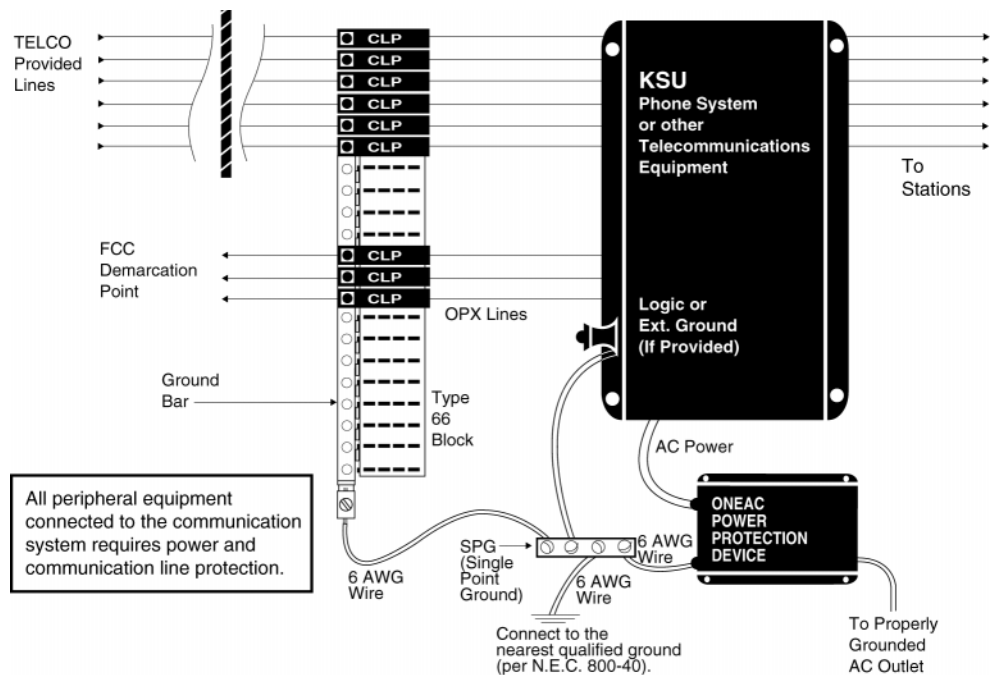 TELCO
Provided
Lines
CLP
CLP
CLP
CLP
CLP
CLP
KSU
Phone System
or other
Telecommunications
Equipment
To
Stations
FCC
Demarcation
Point
CLP
CLP
CLP
OPX Lines
Logic or
Ext. Ground
(If Provided)
Ground
Bar
Type
66
Block
AC Power
All peripheral equipment
connected to the communication
system requires power and
communication line protection.
ONEAC
POWER
PROTECTION
DEVICE
6 AWG
Wire
SPG
(Single
Point
Ground)
6 AWG
Wire
6 AWG
Wire
Connect to the
nearest qualified ground
(per N.E.C. 800-40).
To Properly
Grounded
AC Outlet